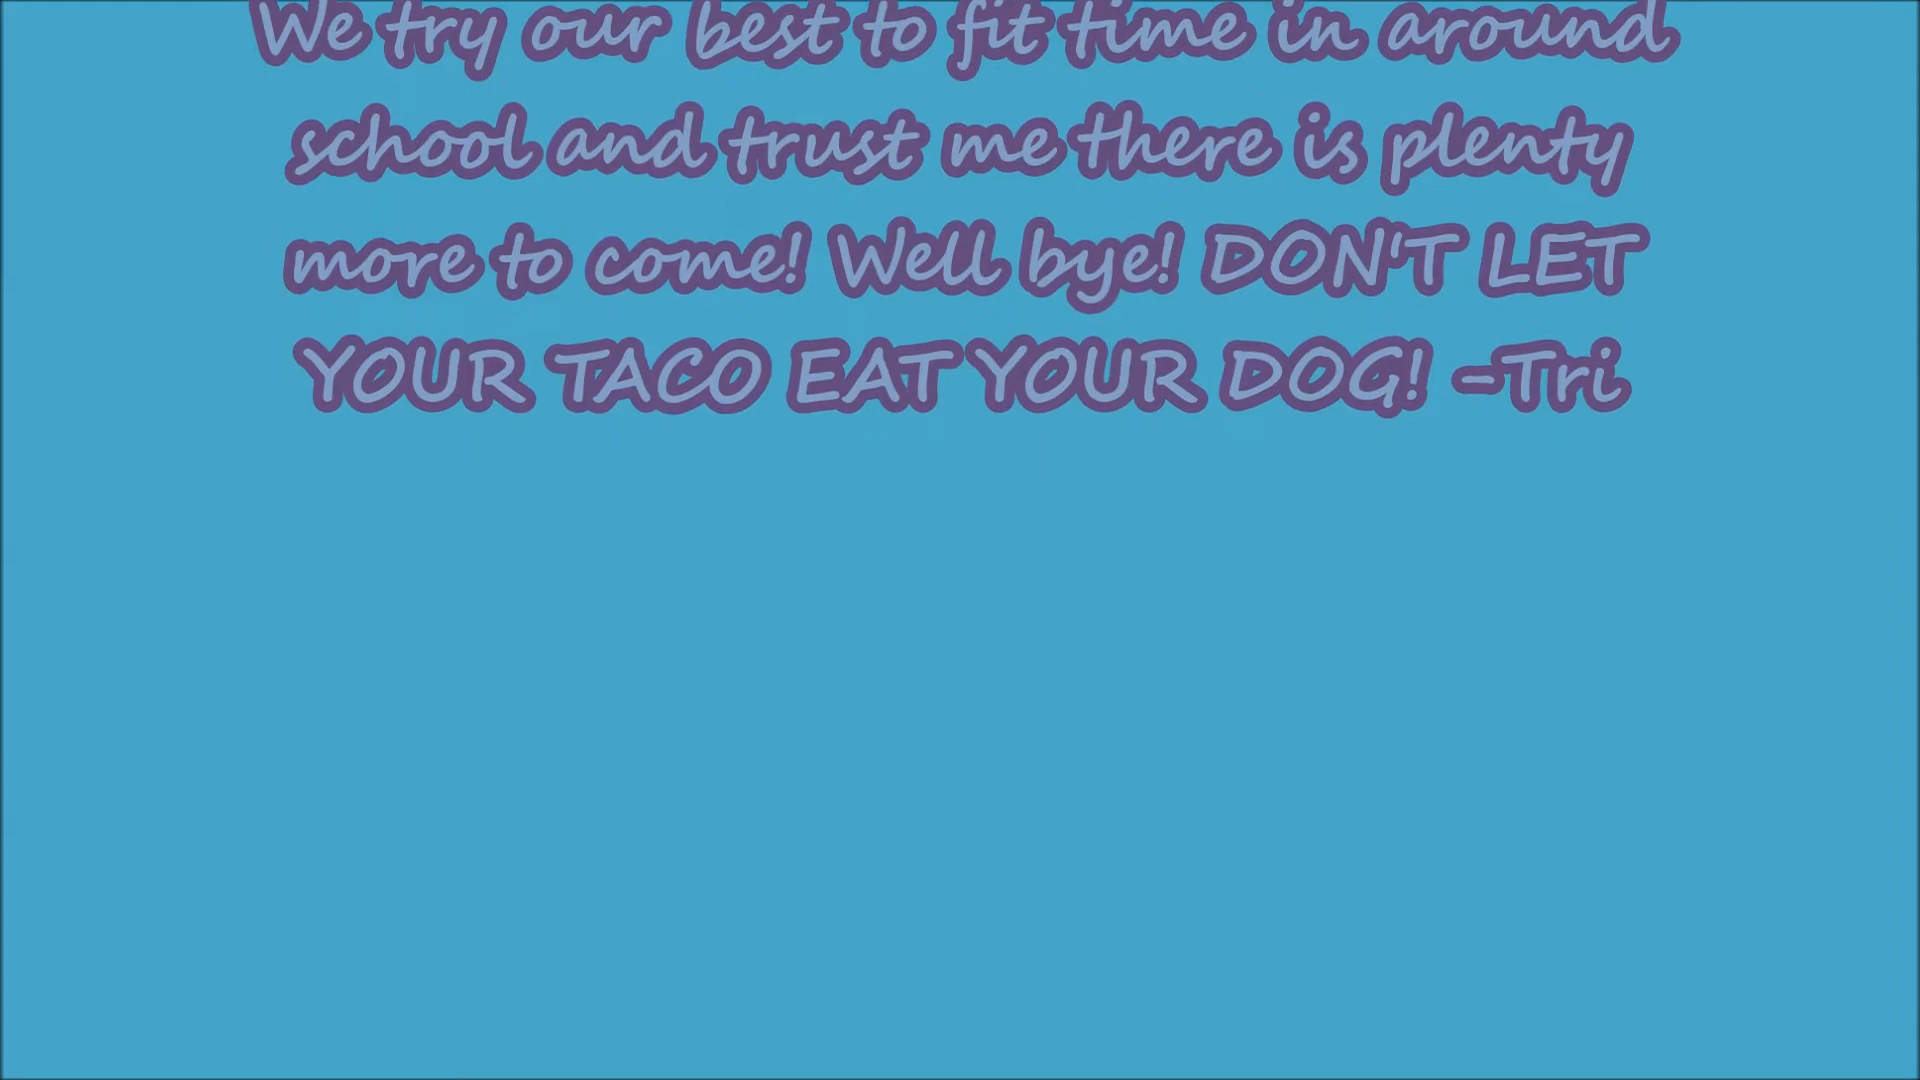 We try our best to fit time in around
school and trust me there is plenty
more to come! Well bye! DON'T LET
YOUR TACO EAT YOUR DOG! -Tri